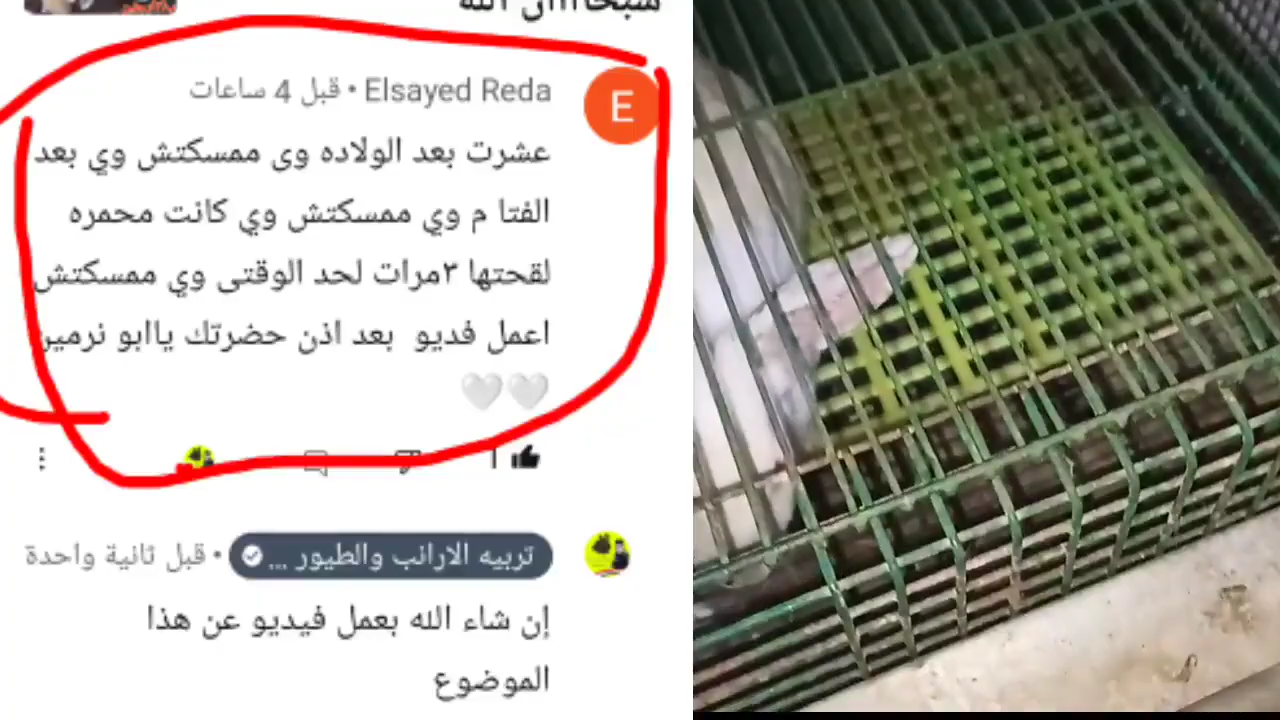 سبحاااان الله
Elsayed Reda • قبل 4 ساعات
E
عشرت بعد الولاده وى ممسكتش وي بعد
الفتا م وي ممسكتش وي كانت محمره
لقحتها ٣مرات لحد الوقتى وي ممسكتش
اعمل فديو بعد اذن حضرتك ياابو نرمين
تربيه الارانب والطيور ... • قبل ثانية واحدة
إن شاء الله بعمل فيديو عن هذا
الموضوع